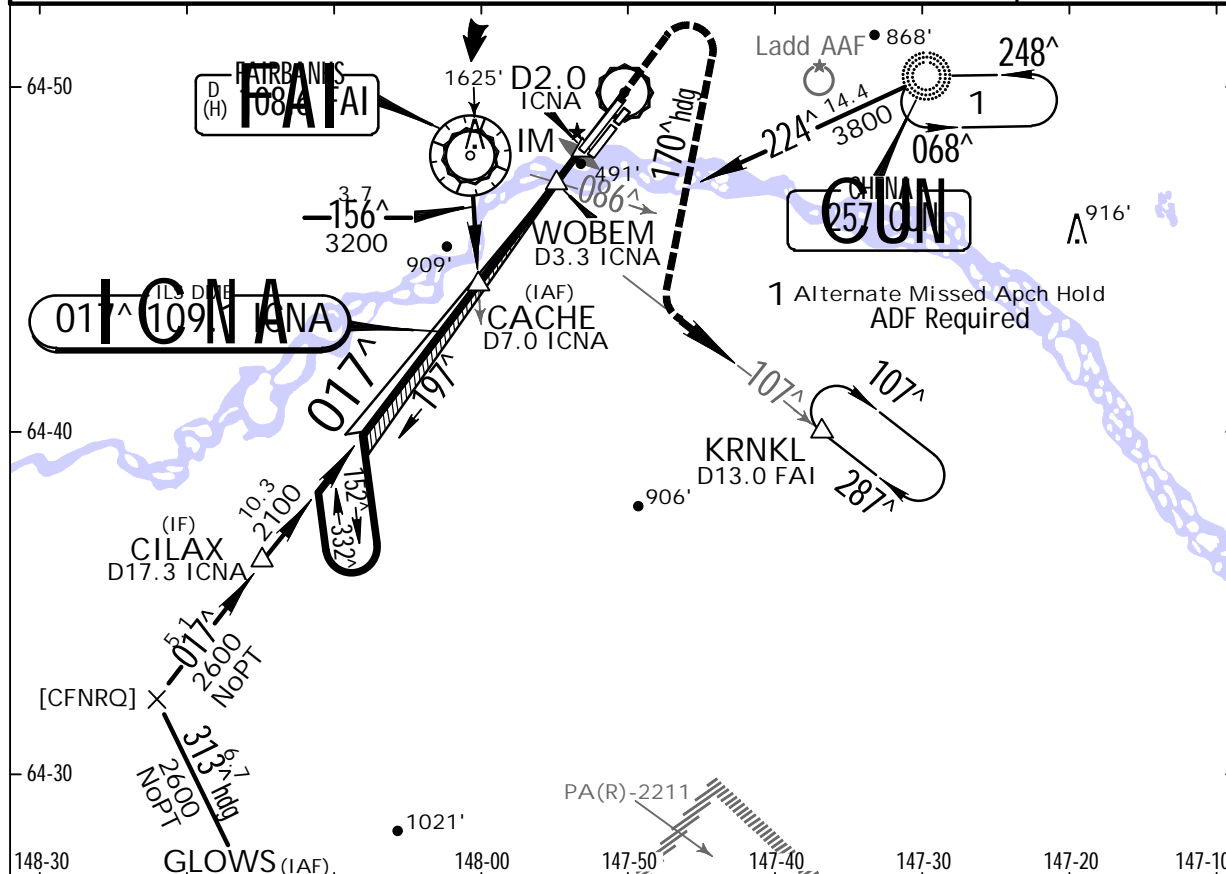 64-50
64-40
64-30
148-30
148-00
147-50
147-40
147-30
147-20
FAIRBANKS
D
(H)
FAI
1625'
D2.0
ICNA
IM
Ladd AAF
868'
248^
1
068^
14.4
224^
3800
CHENA
257 CUN
CUN
916'
170^hdg
491'
086^
3.7
156^
3200
909'
WOBEM
D3.3 ICNA
(IAF)
CACHE
D7.0 ICNA
1 Alternate Missed Apch Hold
ADF Required
ILS DME
017^
ICNA
ICNA
017^
197^
107^
107^
KRNKL
D13.0 FAI
287^
906'
152^
332^
10.3
2100
(IF)
CILAX
D17.3 ICNA
5.1
017^
2600
NoPT
[CFNRQ]
6.7
313^hdg
2600
NoPT
GLOWS (IAF)
1021'
PA(R)-2211